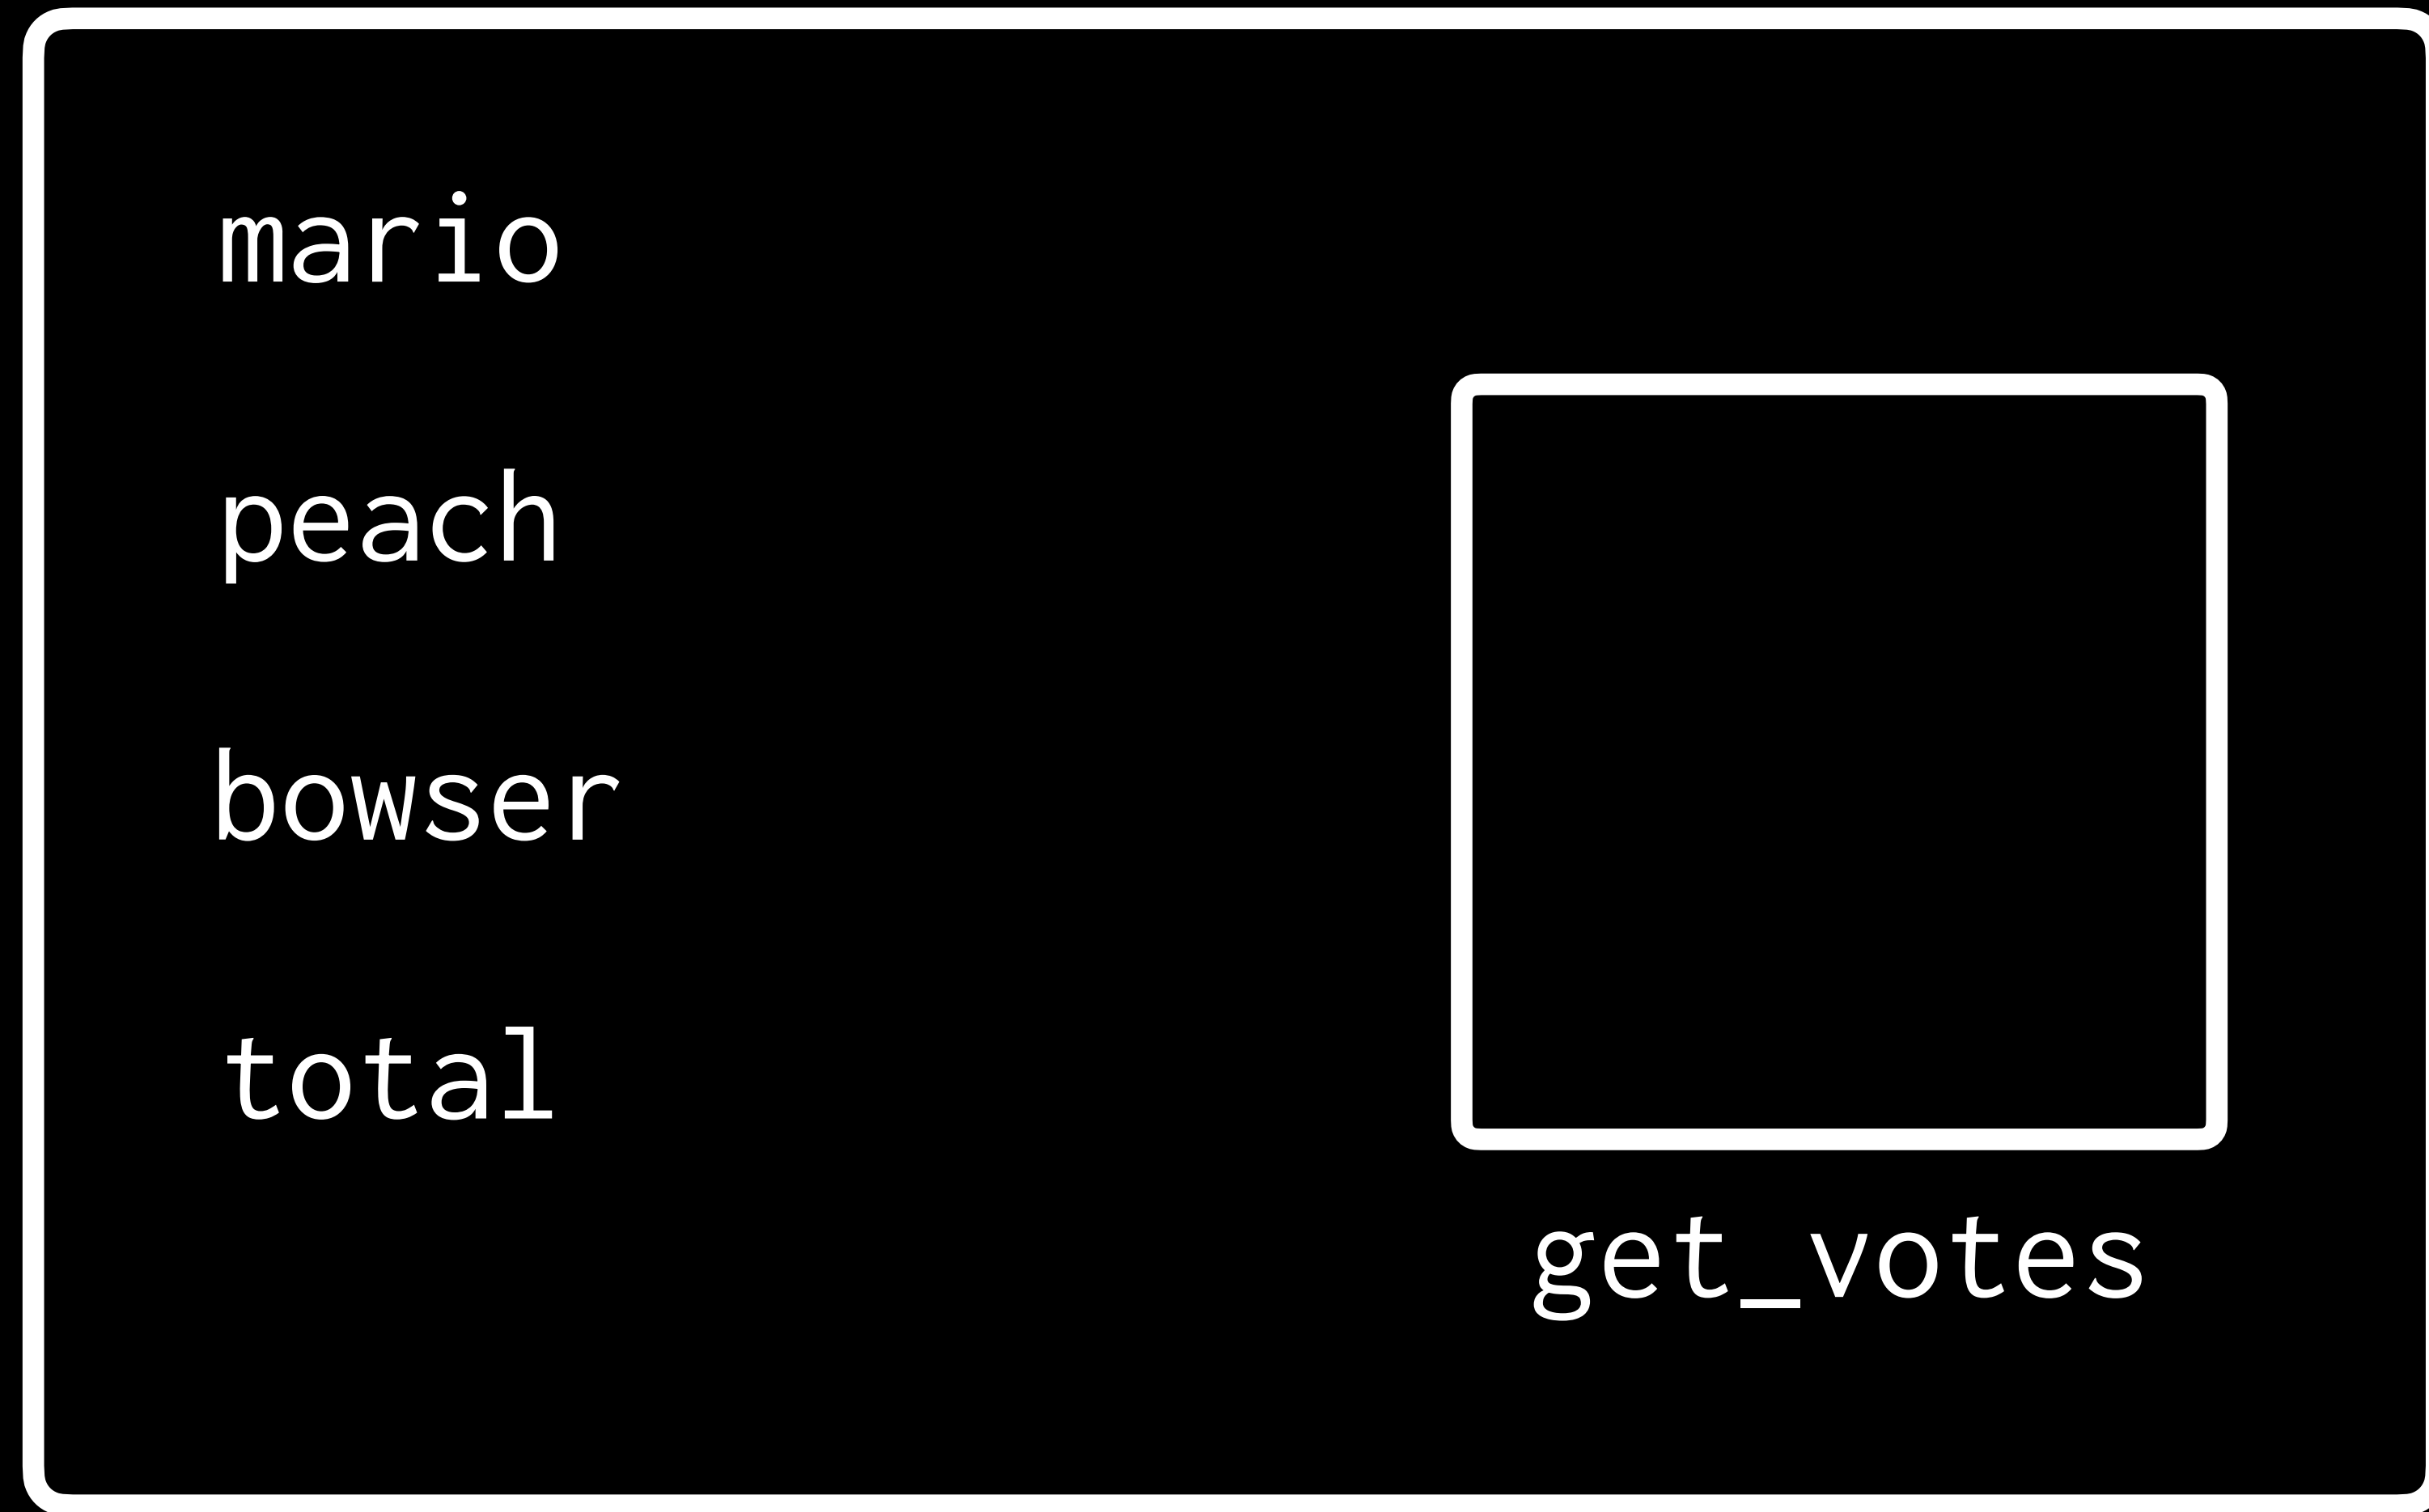 mario
peach
bowser
total
get_votes